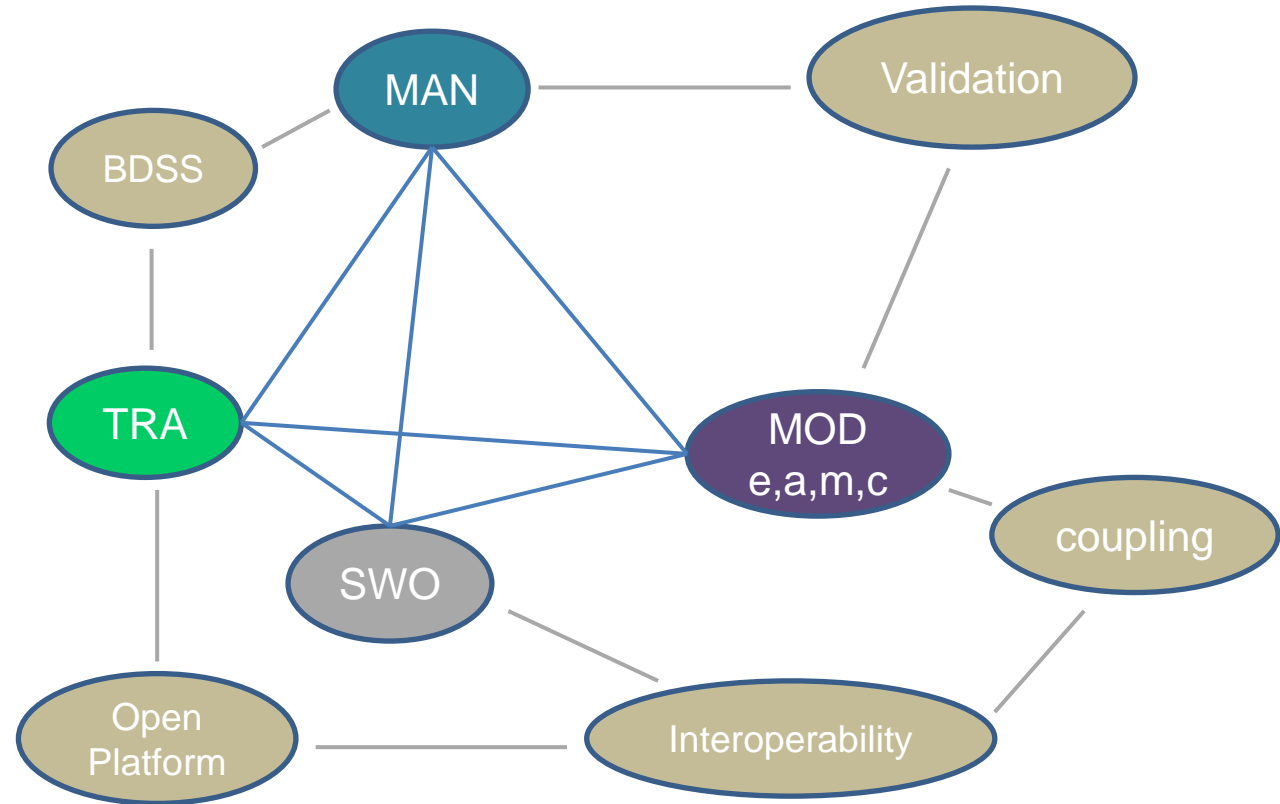 MAN
Validation
BDSS
TRA
MOD
e,a,m,c
coupling
SWO
Open
Platform
Interoperability